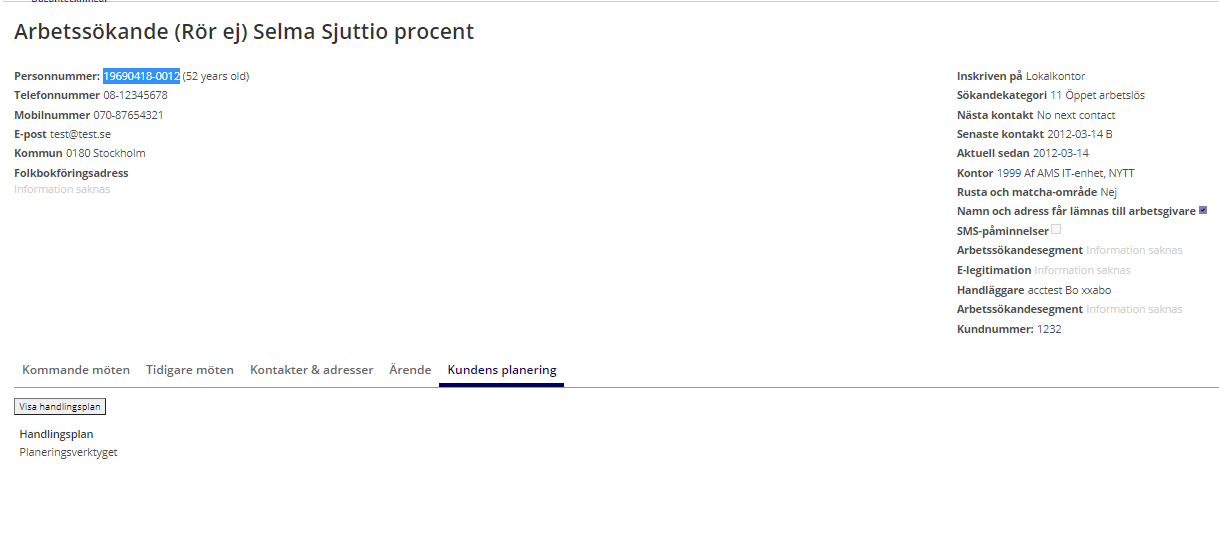 Arbetssökande (Rör ej) Selma Sjuttio procent
Personnummer: 19690418-0012 (52 years old)
Telefonnummer 08-12345678
Mobilnummer 070-87654321
E-post test@test.se
Kommun 0180 Stockholm
Folkbokföringsadress
Information saknas
Inskriven på Lokalkontor
Sökandekategori 11 Öppet arbetslös
Nästa kontakt No next contact
Senaste kontakt 2012-03-14 B
Aktuell sedan 2012-03-14
Kontor 1999 Af AMS IT-enhet, NYTT
Rusta och matcha-område Nej
Namn och adress får lämnas till arbetsgivare
SMS-påminnelser
Arbetssökandesegment Information saknas
E-legitimation Information saknas
Handläggare acctest Bo xxabo
Arbetssökandesegment Information saknas
Kundnummer: 1232
Kommande möten Tidigare möten Kontakter & adresser Ärende Kundens planering
Visa handlingsplan
Handlingsplan
Planeringsverktyget